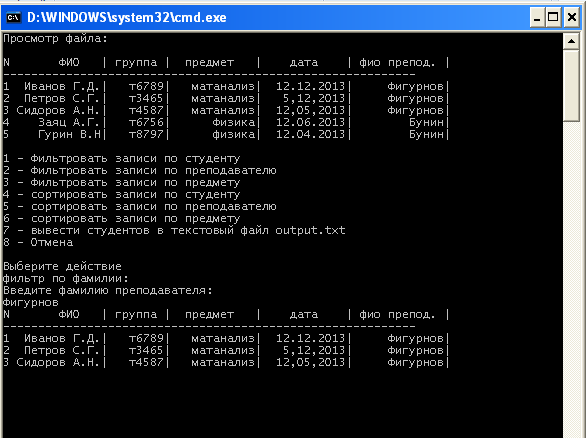 D:\WINDOWS\system32\cmd.exe
Просмотр файла:
N ФИО | группа | предмет | дата | фио препод. |
---------------------------------------------------------------
1 Иванов Г.Д.| т6789| матанализ| 12.12.2013| Фигурнов|
2 Петров С.Г.| т3465| матанализ| 5,12,2013| Фигурнов|
3 Сидоров А.Н.| т4587| матанализ| 12,05,2013| Фигурнов|
4 Заяц А.Г.| т6756| физика| 12.06.2013| Бунин|
5 Гурин В.Н| т8797| физика| 12.04.2013| Бунин|
1 - Фильтровать записи по студенту
2 - Фильтровать записи по преподавателю
3 - Фильтровать записи по предмету
4 - сортировать записи по студенту
5 - сортировать записи по преподавателю
6 - сортировать записи по предмету
7 - вывести студентов в текстовый файл output.txt
8 - Отмена
Выберите действие
фильтр по фамилии:
Введите фамилию преподавателя:
Фигурнов
N ФИО | группа | предмет | дата | фио препод. |
---------------------------------------------------------------
1 Иванов Г.Д.| т6789| матанализ| 12.12.2013| Фигурнов|
2 Петров С.Г.| т3465| матанализ| 5,12,2013| Фигурнов|
3 Сидоров А.Н.| т4587| матанализ| 12,05,2013| Фигурнов|